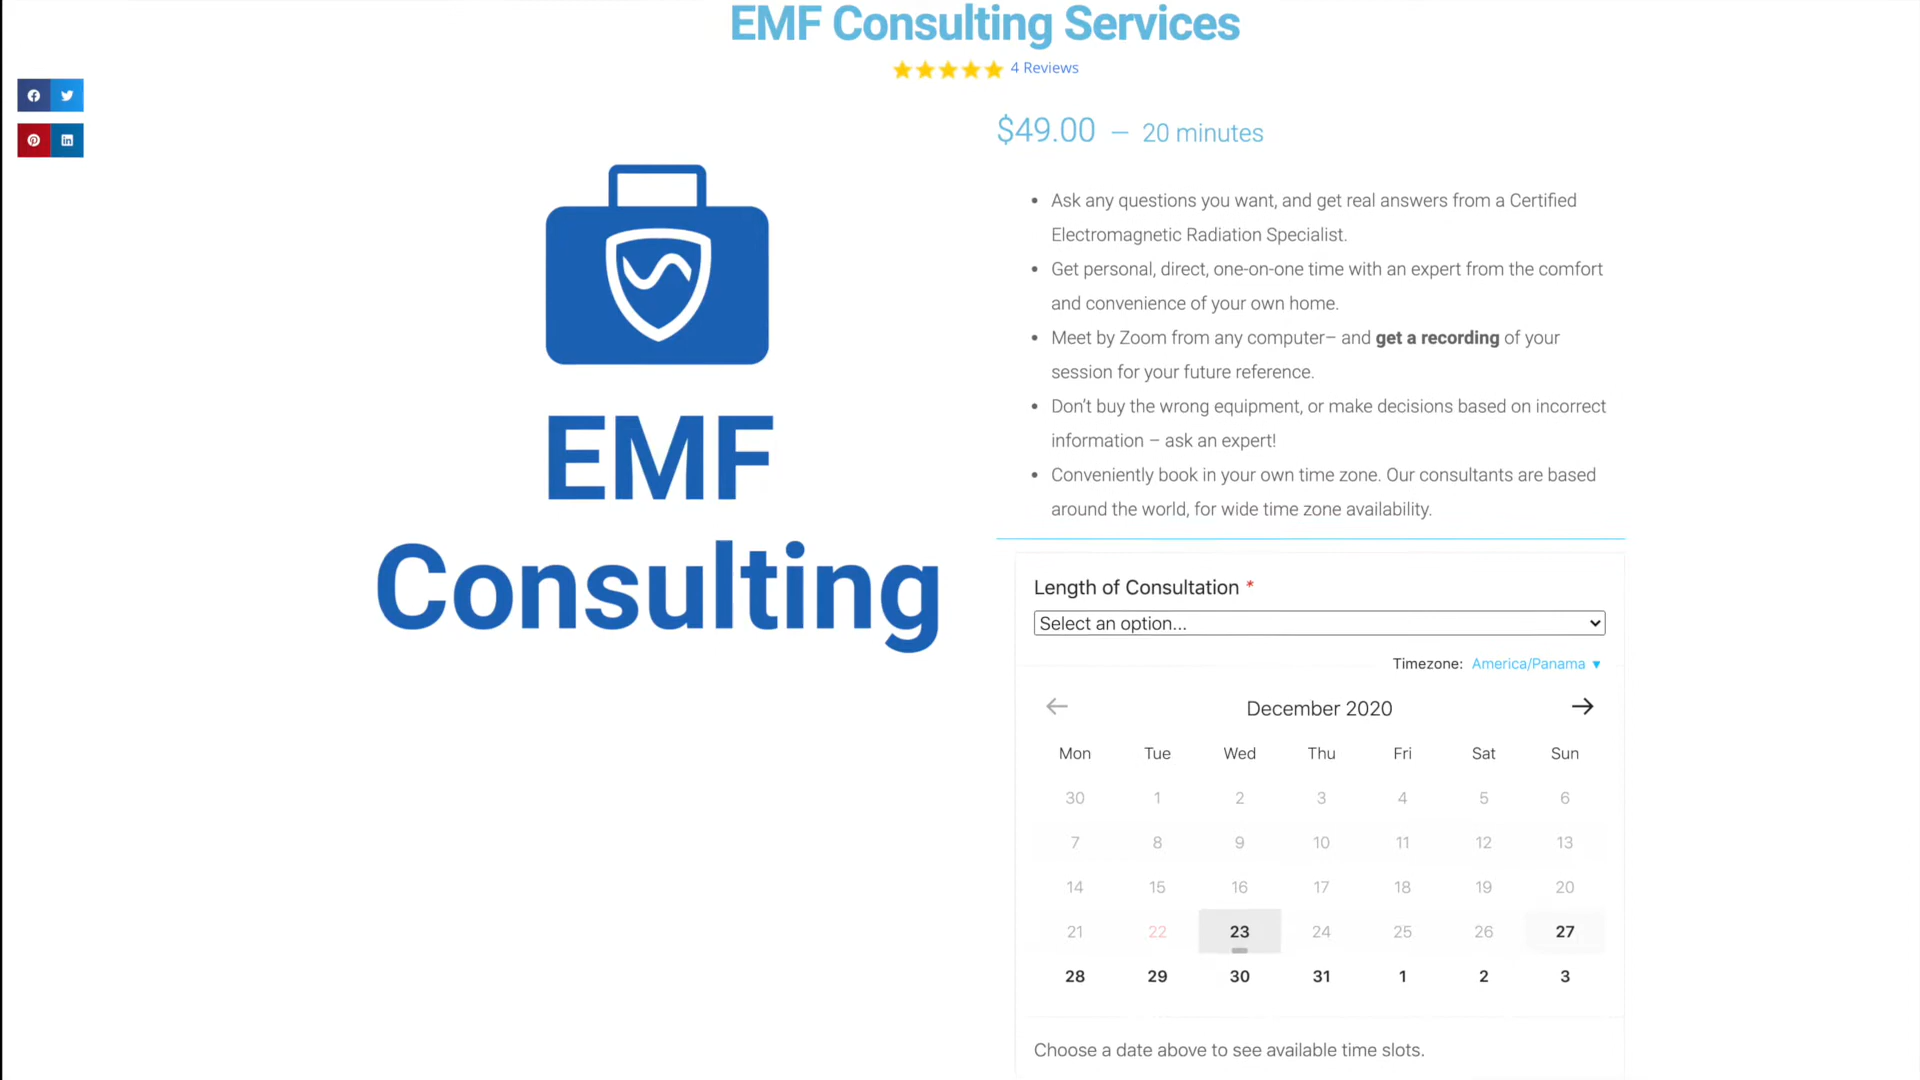 EMF Consulting Services
4 Reviews
$49.00 – 20 minutes
• Ask any questions you want, and get real answers from a Certified
Electromagnetic Radiation Specialist.
• Get personal, direct, one-on-one time with an expert from the comfort
and convenience of your own home.
• Meet by Zoom from any computer– and get a recording of your
session for your future reference.
• Don’t buy the wrong equipment, or make decisions based on incorrect
information – ask an expert!
• Conveniently book in your own time zone. Our consultants are based
around the world, for wide time zone availability.
EMF
Consulting
Length of Consultation *
Select an option...
Timezone: America/Panama ▼
← December 2020 →
Mon Tue Wed Thu Fri Sat Sun
30 1 2 3 4 5 6
7 8 9 10 11 12 13
14 15 16 17 18 19 20
21 22 23 24 25 26 27
28 29 30 31 1 2 3
Choose a date above to see available time slots.